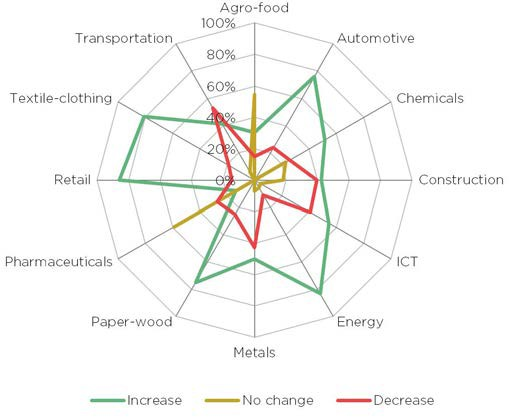 Agro-food
100%
Transportation
Automotive
80%
60%
Textile-clothing
Chemicals
40%
20%
Retail
0%
Construction
Pharmaceuticals
ICT
Paper-wood
Energy
Metals
Increase
No change
Decrease